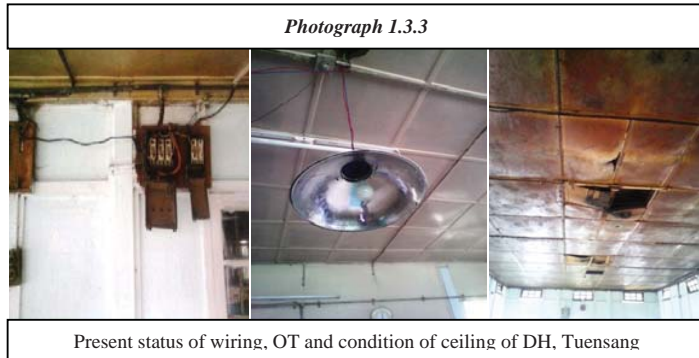 Photograph 1.3.3
Present status of wiring, OT and condition of ceiling of DH, Tuensang